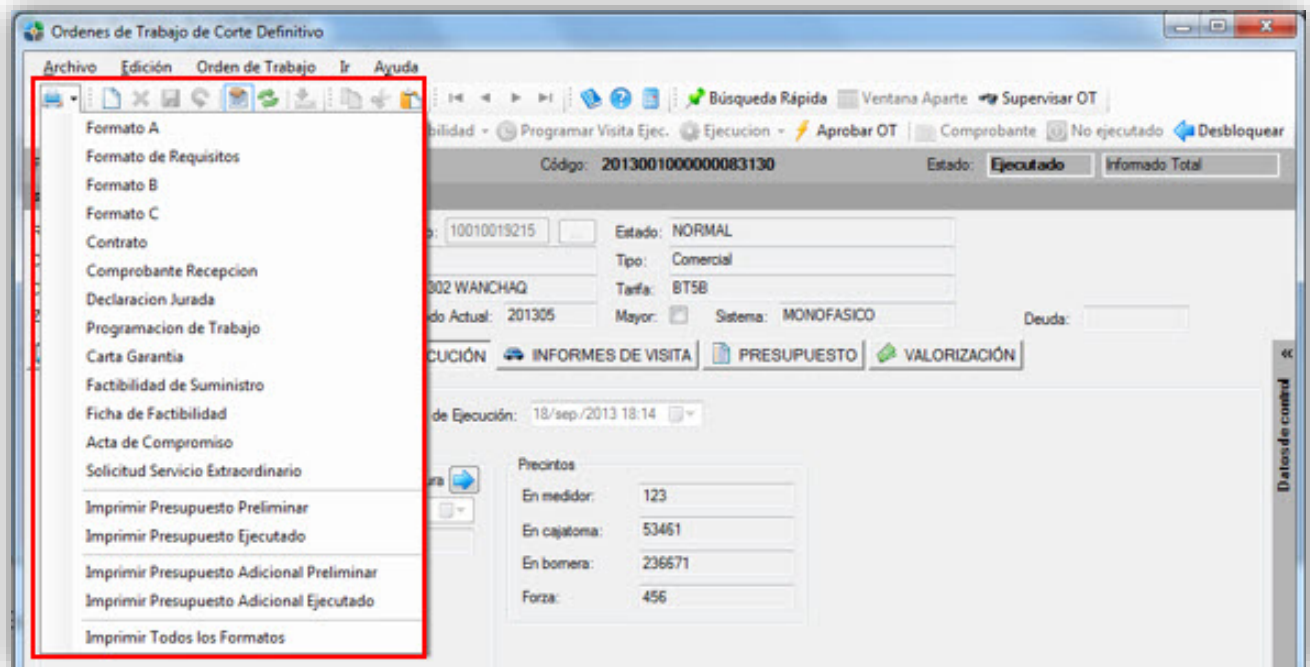 Ordenes de Trabajo de Corte Definitivo
Archivo Edición Orden de Trabajo Ir Ayuda
Búsqueda Rápida Ventana Aparte Supervisar OT
bilidad Programar Visita Ejec. Ejecucion Aprobar OT Comprobante No ejecutado Desbloquear
Código: 2013001000000083130 Estado: Ejecutado Informado Total
Formato A
Formato de Requisitos
Formato B
Formato C
Contrato
Comprobante Recepcion
Declaracion Jurada
Programacion de Trabajo
Carta Garantia
Factibilidad de Suministro
Ficha de Factibilidad
Acta de Compromiso
Solicitud Servicio Extraordinario
Imprimir Presupuesto Preliminar
Imprimir Presupuesto Ejecutado
Imprimir Presupuesto Adicional Preliminar
Imprimir Presupuesto Adicional Ejecutado
Imprimir Todos los Formatos
10010019215 ... Estado: NORMAL
Tipo: Comercial
302 WANCHAQ Tarifa: BT5B
do Actual: 201305 Mayor: Sistema: MONOFASICO Deuda:
CUCIÓN INFORMES DE VISITA PRESUPUESTO VALORIZACIÓN
de Ejecución: 18/sep./2013 18:14
ura
Precintos
En medidor: 123
En cajatoma: 53461
En bornera: 236671
Forza: 456
Datos de control